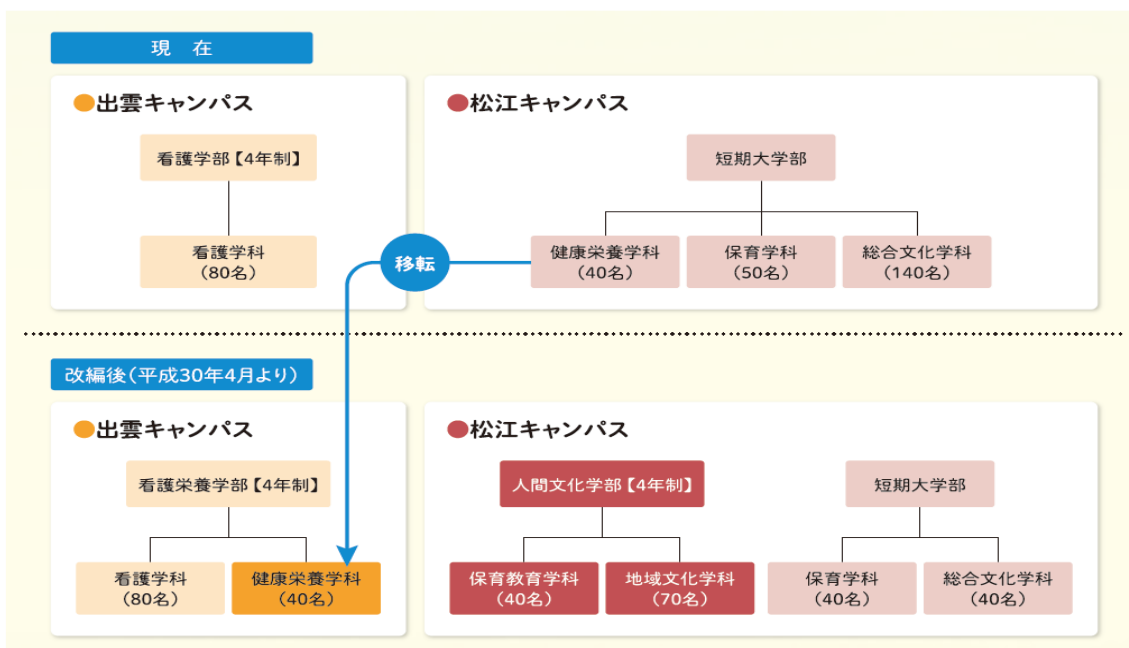 現 在
●出雲キャンパス
看護学部【4年制】
看護学科
(80名)
●松江キャンパス
短期大学部
健康栄養学科
(40名)
保育学科
(50名)
総合文化学科
(140名)
移転
改編後(平成30年4月より)
●出雲キャンパス
看護栄養学部【4年制】
看護学科
(80名)
健康栄養学科
(40名)
●松江キャンパス
人間文化学部【4年制】
保育教育学科
(40名)
地域文化学科
(70名)
短期大学部
保育学科
(40名)
総合文化学科
(40名)